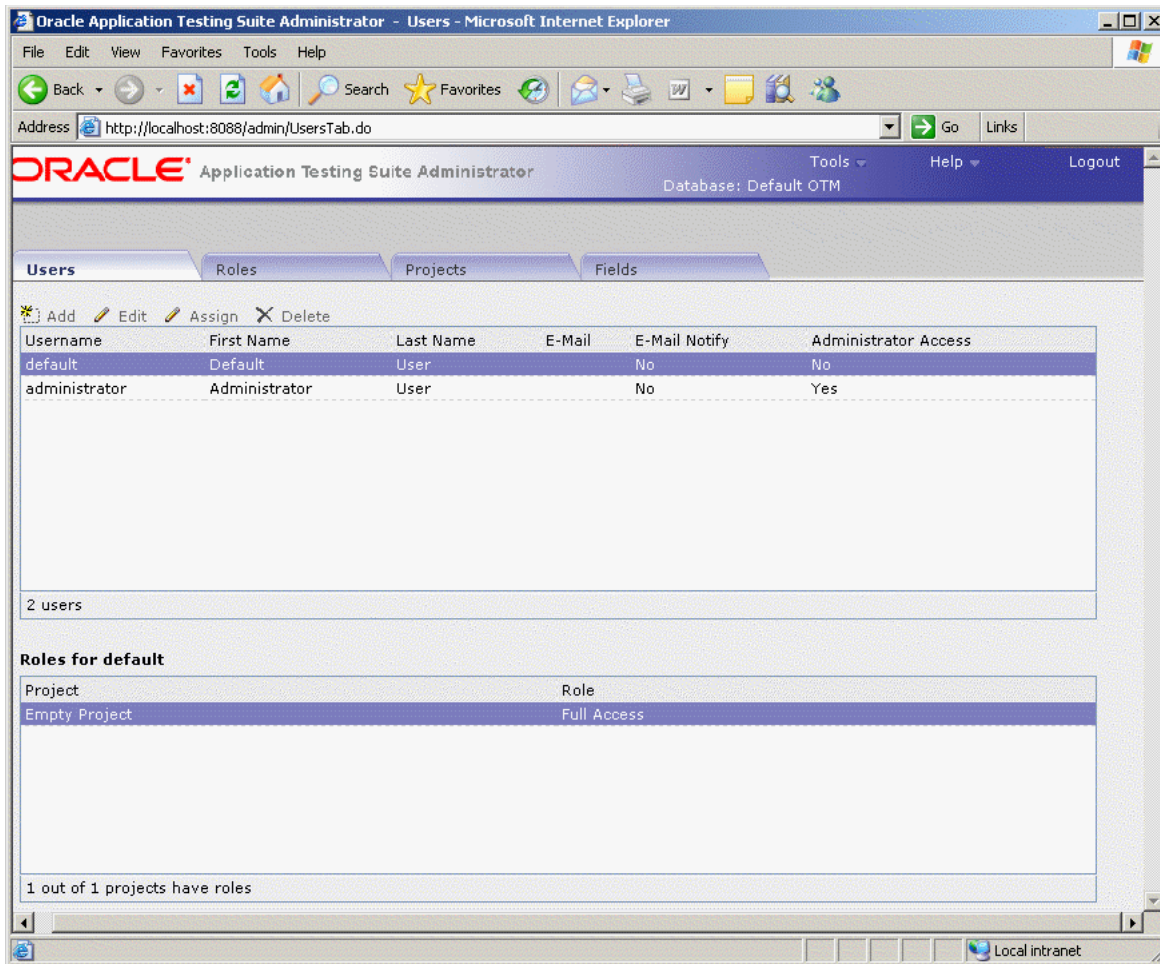 Oracle Application Testing Suite Administrator - Users - Microsoft Internet Explorer
File Edit View Favorites Tools Help
Back Search Favorites
Address http://localhost:8088/admin/UsersTab.do Go Links
ORACLE Application Testing Suite Administrator Tools Help Logout
Database: Default OTM
Users Roles Projects Fields
Add Edit Assign Delete
Username First Name Last Name E-Mail E-Mail Notify Administrator Access
default Default User No No
administrator Administrator User No Yes
2 users
Roles for default
Project Role
Empty Project Full Access
1 out of 1 projects have roles
Local intranet